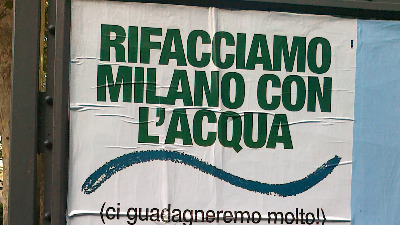 RIFACCIAMO
MILANO CON
L'ACQUA
(ci guadagneremo molto!)